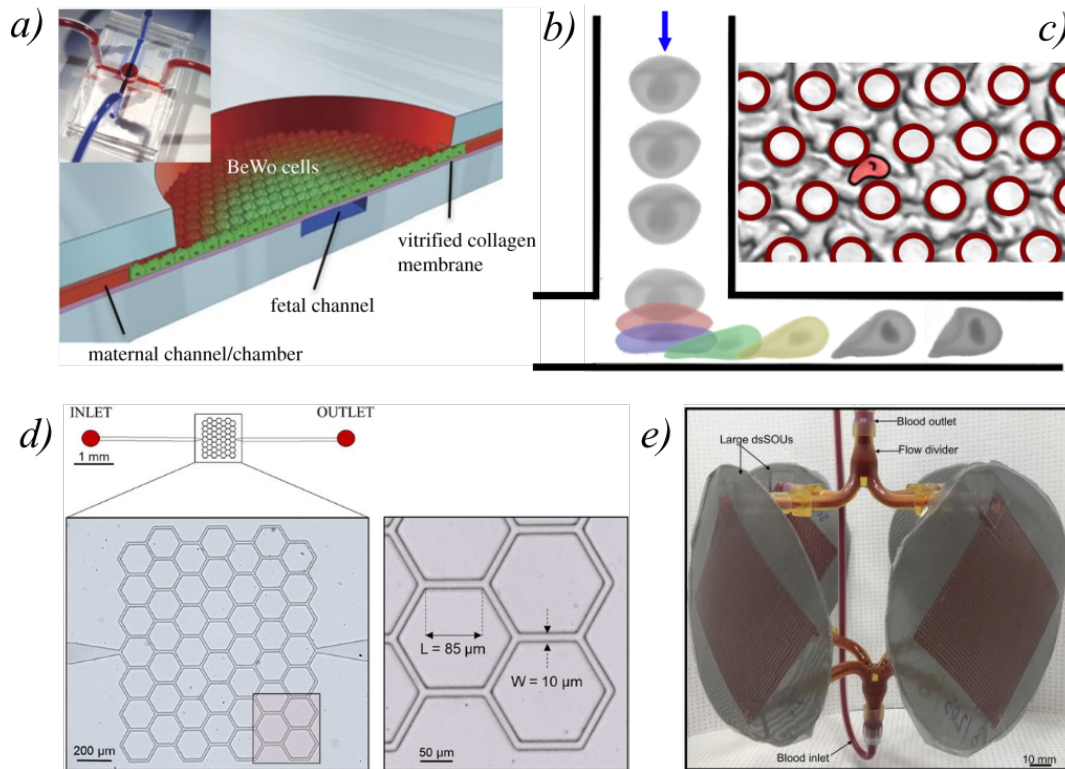 a)
BeWo cells
vitrified collagen
membrane
fetal channel
maternal channel/chamber
b)
c)
d)
INLET
OUTLET
1 mm
200 μm
L = 85 μm
W = 10 μm
50 μm
e)
Blood outlet
Flow divider
Large dsSOUs
Blood inlet
10 mm